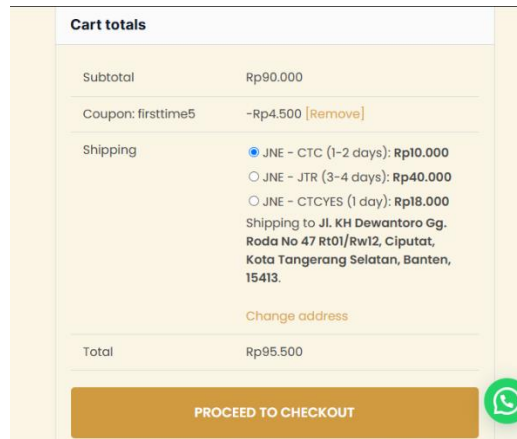 Cart totals
Subtotal Rp90.000
Coupon: firsttime5 -Rp4.500 [Remove]
Shipping JNE - CTC (1-2 days): Rp10.000
JNE - JTR (3-4 days): Rp40.000
JNE - CTCYES (1 day): Rp18.000
Shipping to Jl. KH Dewantoro Gg.
Roda No 47 Rt01/Rw12, Ciputat,
Kota Tangerang Selatan, Banten,
15413.
Change address
Total Rp95.500
PROCEED TO CHECKOUT